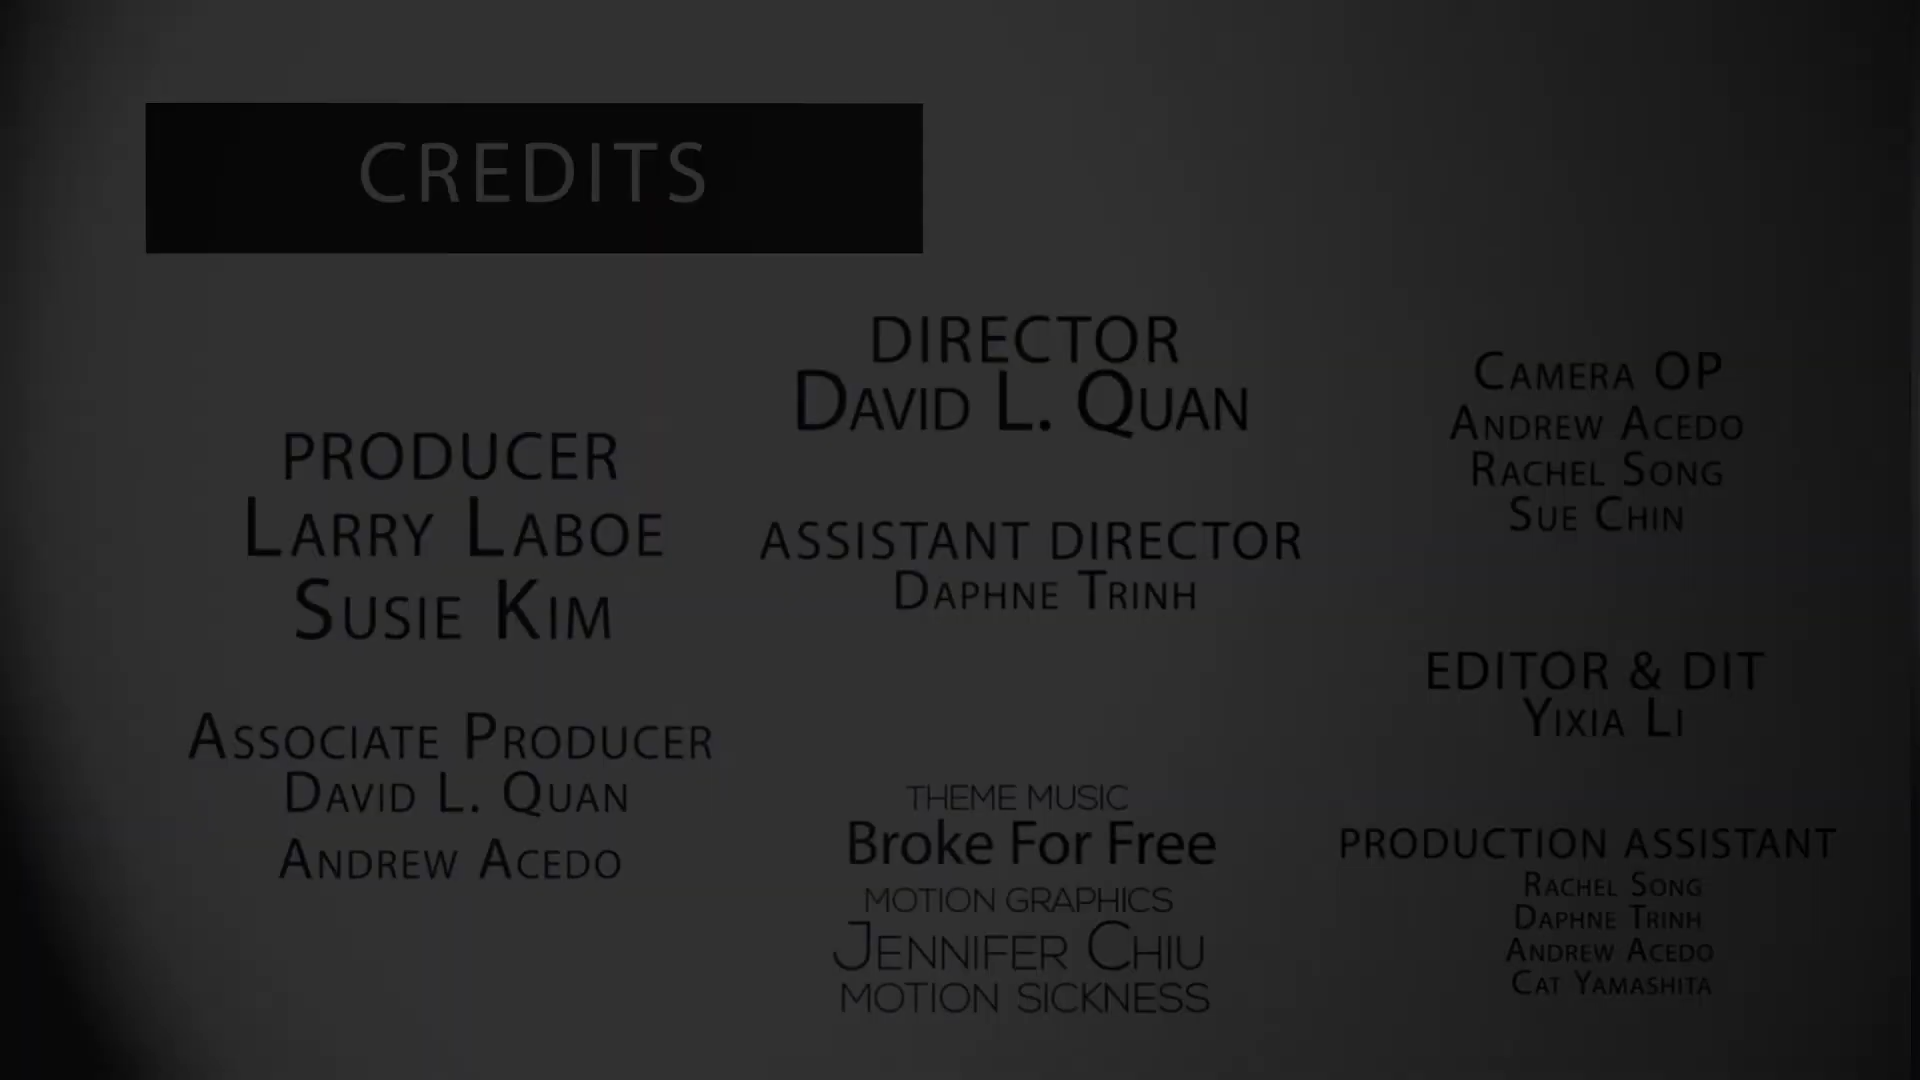 CREDITS
PRODUCER
LARRY LABOE
SUSIE KIM
ASSOCIATE PRODUCER
DAVID L. QUAN
ANDREW ACEDO
DIRECTOR
DAVID L. QUAN
ASSISTANT DIRECTOR
DAPHNE TRINH
THEME MUSIC
Broke For Free
MOTION GRAPHICS
JENNIFER CHIU
MOTION SICKNESS
CAMERA OP
ANDREW ACEDO
RACHEL SONG
SUE CHIN
EDITOR & DIT
YIXIA LI
PRODUCTION ASSISTANT
RACHEL SONG
DAPHNE TRINH
ANDREW ACEDO
CAT YAMASHITA